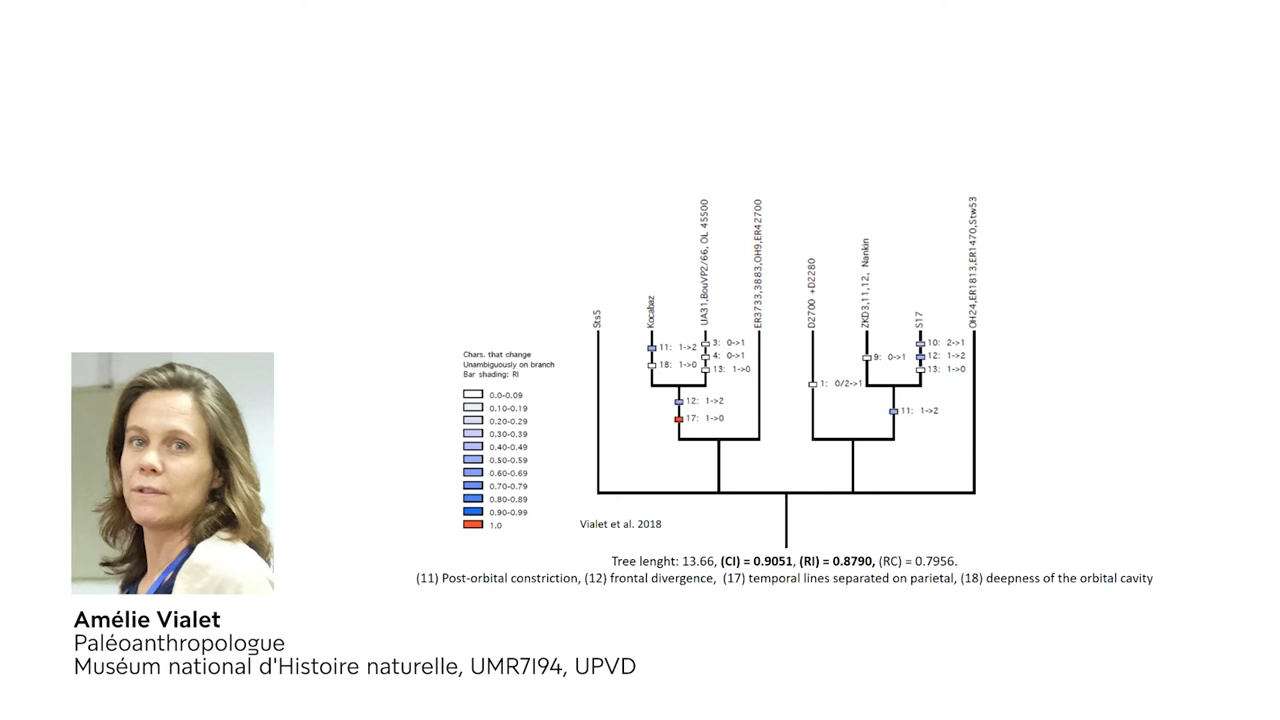 Sts5
Kocabaz
UA31,BouVP2/66, OL 45500
ER3733,3883,OH9,ER42700
D2700 +D2280
ZKD3,11,12, Nankin
S17
OH24,ER1813,ER1470,Stw53
11: 1->2
18: 1->0
3: 0->1
4: 0->1
13: 1->0
12: 1->2
17: 1->0
1: 0/2->1
9: 0->1
10: 2->1
12: 1->2
13: 1->0
11: 1->2
Chars. that change
Unambiguously on branch
Bar shading: RI
0.0-0.09
0.10-0.19
0.20-0.29
0.30-0.39
0.40-0.49
0.50-0.59
0.60-0.69
0.70-0.79
0.80-0.89
0.90-0.99
1.0
Vialet et al. 2018
Tree lenght: 13.66, (CI) = 0.9051, (RI) = 0.8790, (RC) = 0.7956.
(11) Post-orbital constriction, (12) frontal divergence, (17) temporal lines separated on parietal, (18) deepness of the orbital cavity
Amélie Vialet
Paléoanthropologue
Muséum national d'Histoire naturelle, UMR7194, UPVD